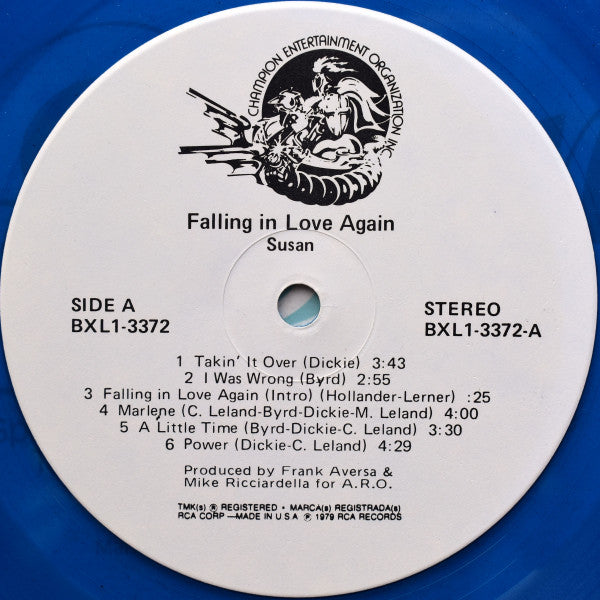 CHAMPION ENTERTAINMENT ORGANIZATION INC.
Falling in Love Again
Susan
SIDE A
BXL1-3372
STEREO
BXL1-3372-A
1 Takin' It Over (Dickie) 3:43
2 I Was Wrong (Byrd) 2:55
3 Falling in Love Again (Intro) (Hollander-Lerner) :25
4 Marlene (C. Leland-Byrd-Dickie-M. Leland) 4:00
5 A Little Time (Byrd-Dickie-C. Leland) 3:30
6 Power (Dickie-C. Leland) 4:29
Produced by Frank Aversa &
Mike Ricciardella for A.R.O.
TMK(s) ® REGISTERED • MARCA(s) REGISTRADA(s)
RCA CORP —MADE IN U S A ℗ 1979 RCA RECORDS